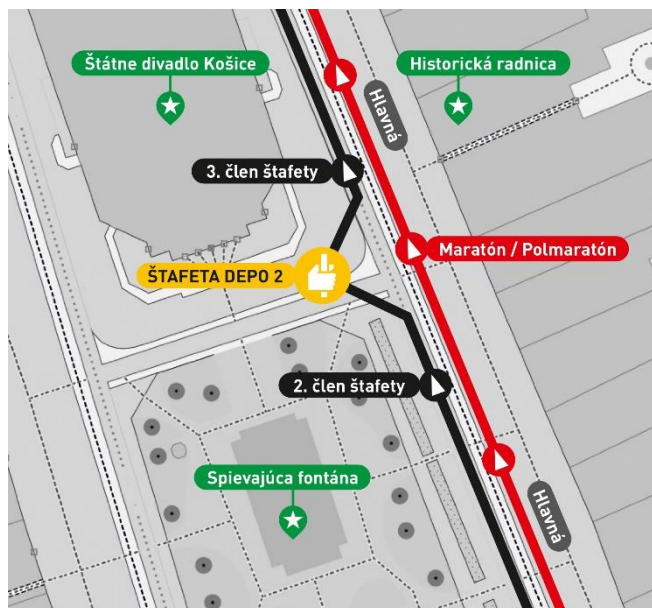 Štátne divadlo Košice
Historická radnica
Hlavná
3. člen štafety
Maratón / Polmaratón
ŠTAFETA DEPO 2
2. člen štafety
Spievajúca fontána
Hlavná